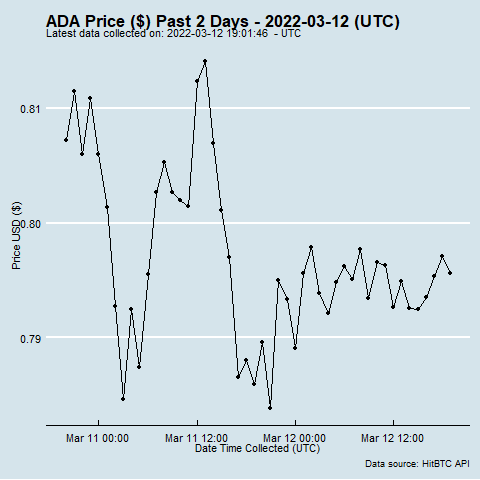 ADA Price ($) Past 2 Days - 2022-03-12 (UTC)
Latest data collected on: 2022-03-12 19:01:46 - UTC
0.81
0.80
0.79
Price USD ($)
Mar 11 00:00 Mar 11 12:00 Mar 12 00:00 Mar 12 12:00
Date Time Collected (UTC)
Data source: HitBTC API